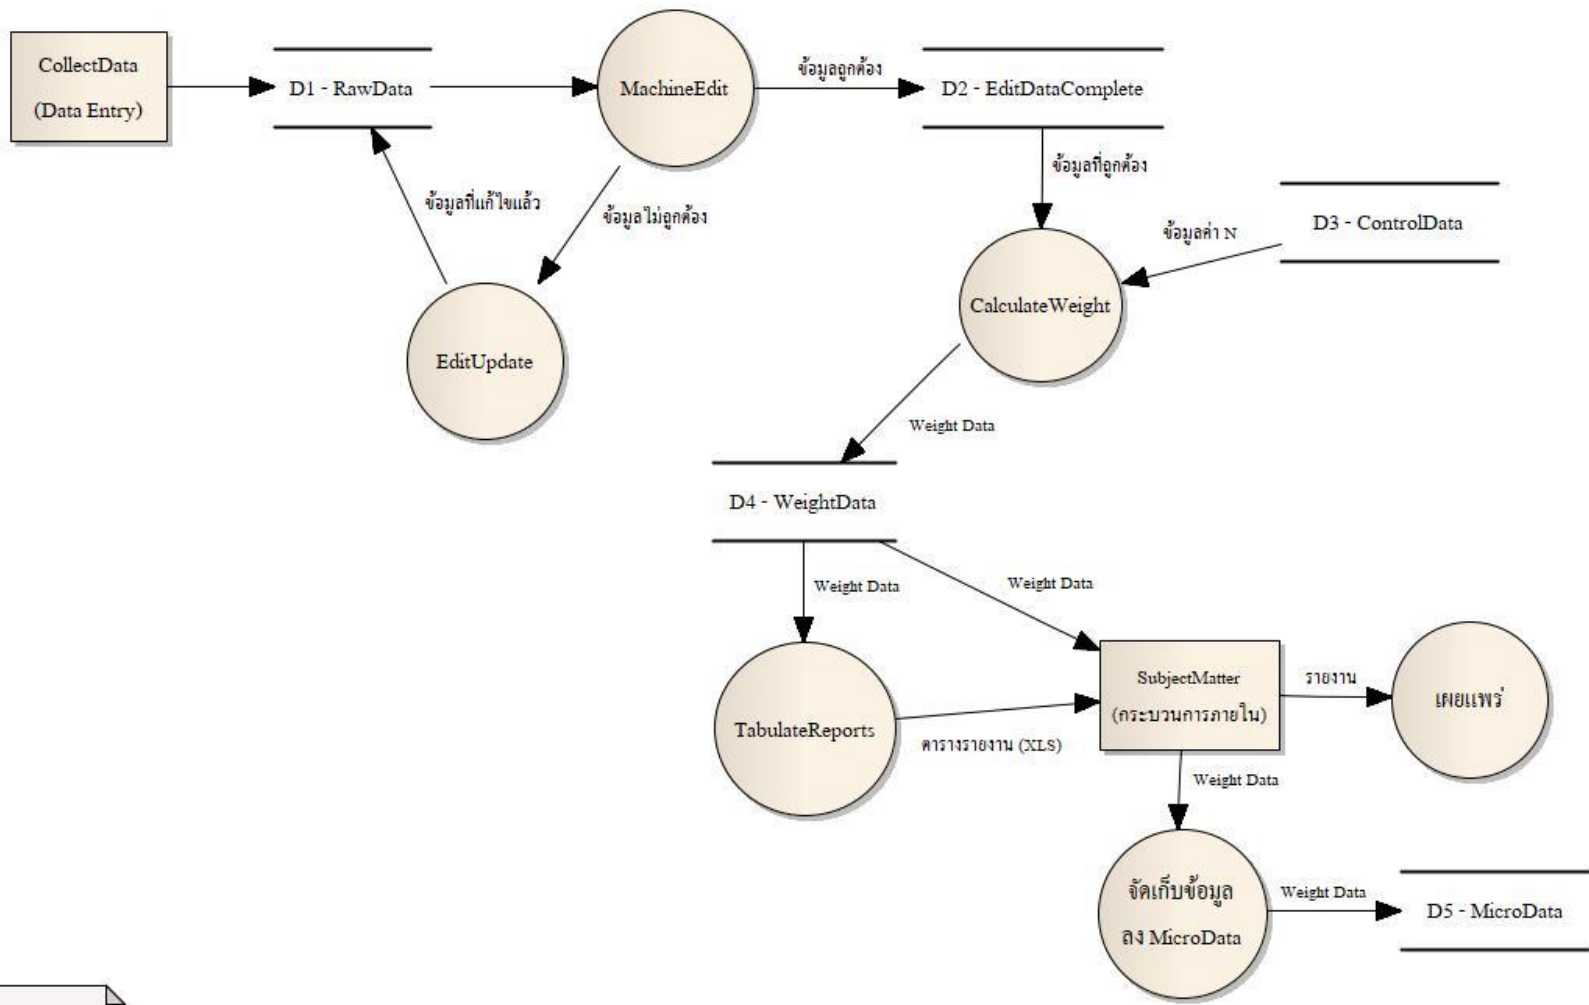 CollectData
(Data Entry)
D1 - RawData
MachineEdit
ข้อมูลถูกต้อง
D2 - EditDataComplete
ข้อมูลที่แก้ไขแล้ว
ข้อมูลไม่ถูกต้อง
ข้อมูลที่ถูกต้อง
ข้อมูลค่า N
D3 - ControlData
EditUpdate
CalculateWeight
Weight Data
D4 - WeightData
Weight Data
Weight Data
TabulateReports
ตารางรายงาน (XLS)
SubjectMatter
(กระบวนการภายใน)
รายงาน
เผยแพร่
Weight Data
จัดเก็บข้อมูล
ลง MicroData
Weight Data
D5 - MicroData